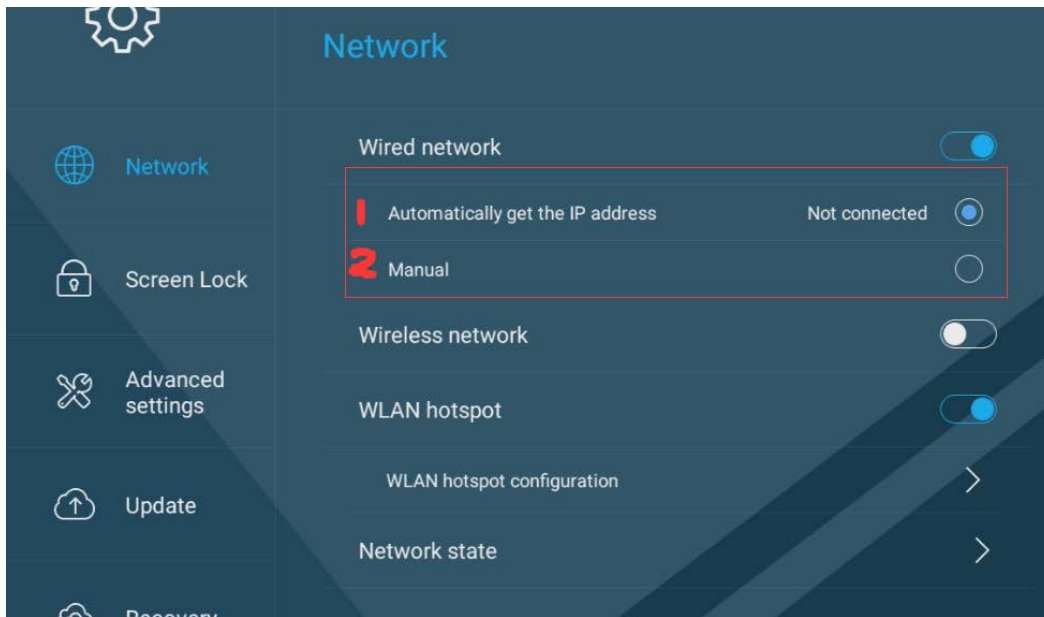 Network
Network
Screen Lock
Advanced
settings
Update
Recovery
Wired network
1 Automatically get the IP address Not connected
2 Manual
Wireless network
WLAN hotspot
WLAN hotspot configuration
Network state